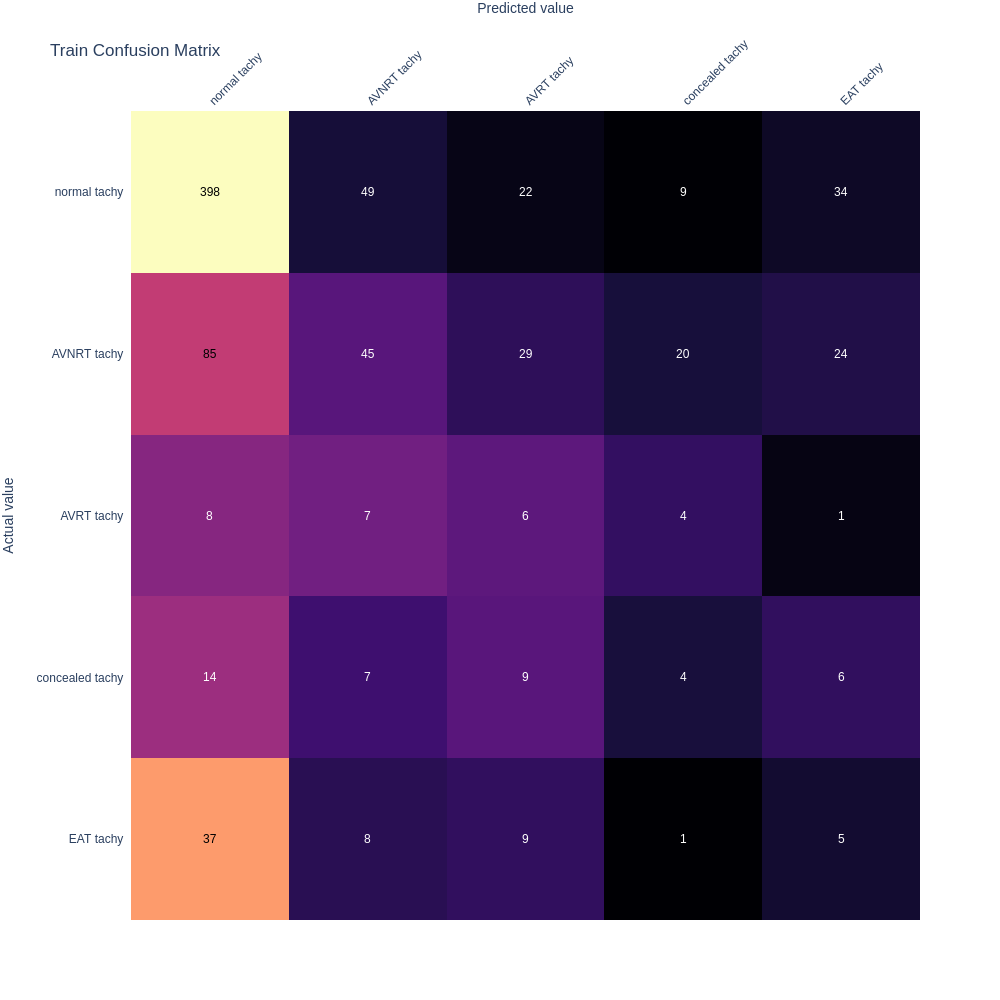 Predicted value
Train Confusion Matrix
normal tachy
AVNRT tachy
AVRT tachy
concealed tachy
EAT tachy
Actual value
normal tachy 398 49 22 9 34
AVNRT tachy 85 45 29 20 24
AVRT tachy 8 7 6 4 1
concealed tachy 14 7 9 4 6
EAT tachy 37 8 9 1 5